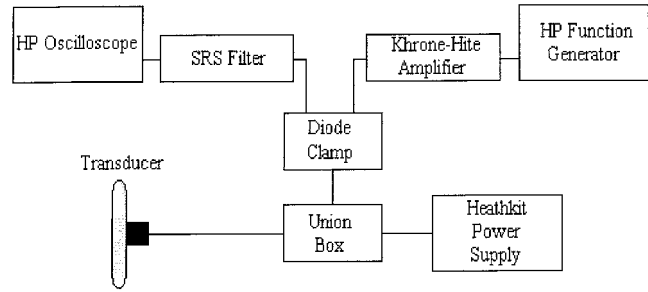 HP Oscilloscope
SRS Filter
Khrone-Hite
Amplifier
HP Function
Generator
Diode
Clamp
Transducer
Union
Box
Heathkit
Power
Supply